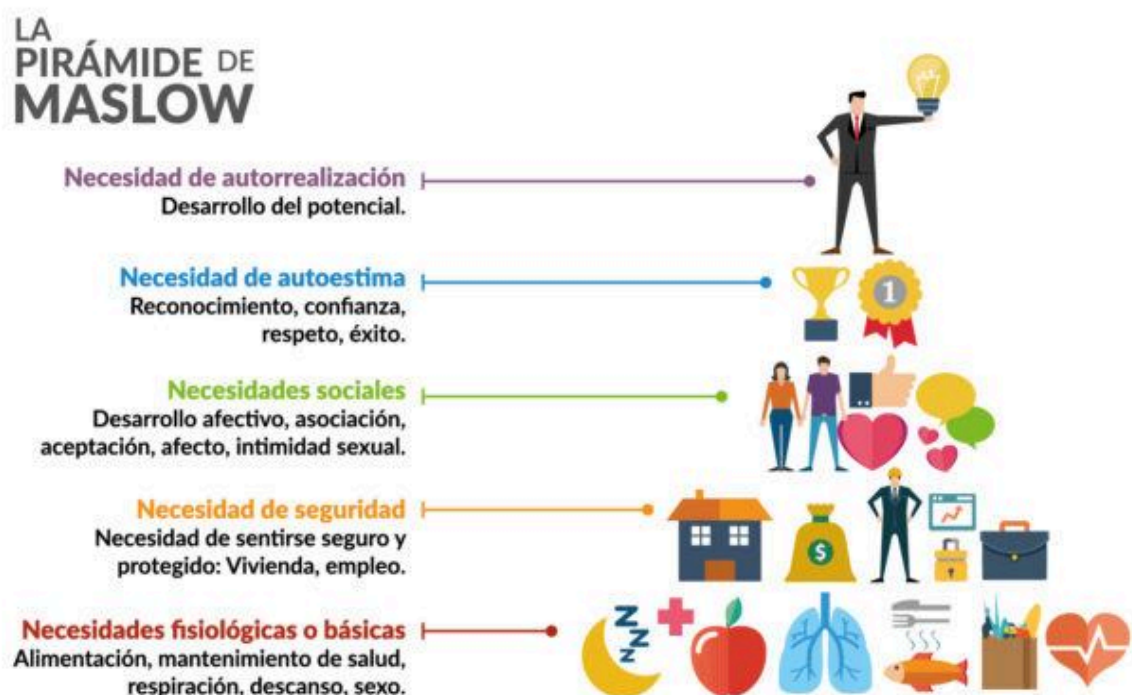 LA
PIRÁMIDE DE
MASLOW
Necesidad de autorrealización
Desarrollo del potencial.
Necesidad de autoestima
Reconocimiento, confianza,
respeto, éxito.
1
Necesidades sociales
Desarrollo afectivo, asociación,
aceptación, afecto, intimidad sexual.
Necesidad de seguridad
Necesidad de sentirse seguro y
protegido: Vivienda, empleo.
$
Necesidades fisiológicas o básicas
Alimentación, mantenimiento de salud,
respiración, descanso, sexo.
N
N
N
Z